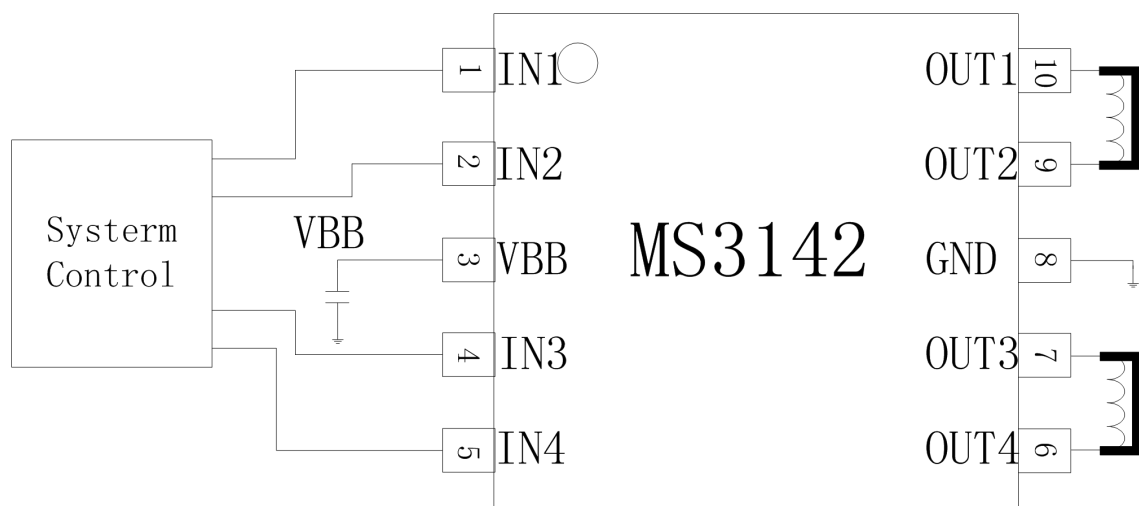 1 IN1 OUT1 10
2 IN2 OUT2 9
Systerm
Control
VBB
3 VBB MS3142 GND 8
4 IN3 OUT3 7
5 IN4 OUT4 6